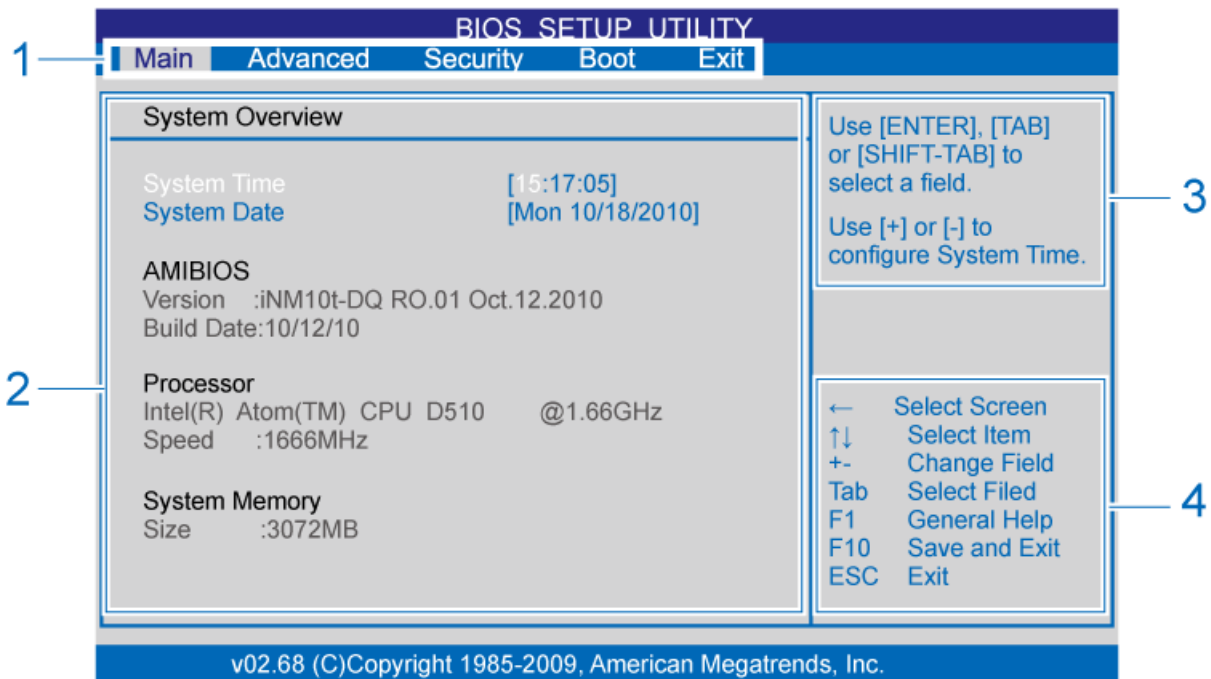 BIOS SETUP UTILITY
1
Main Advanced Security Boot Exit
System Overview
System Time [15:17:05]
System Date [Mon 10/18/2010]
AMIBIOS
Version :iNM10t-DQ RO.01 Oct.12.2010
Build Date:10/12/10
2
Processor
Intel(R) Atom(TM) CPU D510 @1.66GHz
Speed :1666MHz
System Memory
Size :3072MB
Use [ENTER], [TAB]
or [SHIFT-TAB] to
select a field.
3
Use [+] or [-] to
configure System Time.
← Select Screen
↑↓ Select Item
+- Change Field
Tab Select Filed
4
F1 General Help
F10 Save and Exit
ESC Exit
v02.68 (C)Copyright 1985-2009, American Megatrends, Inc.